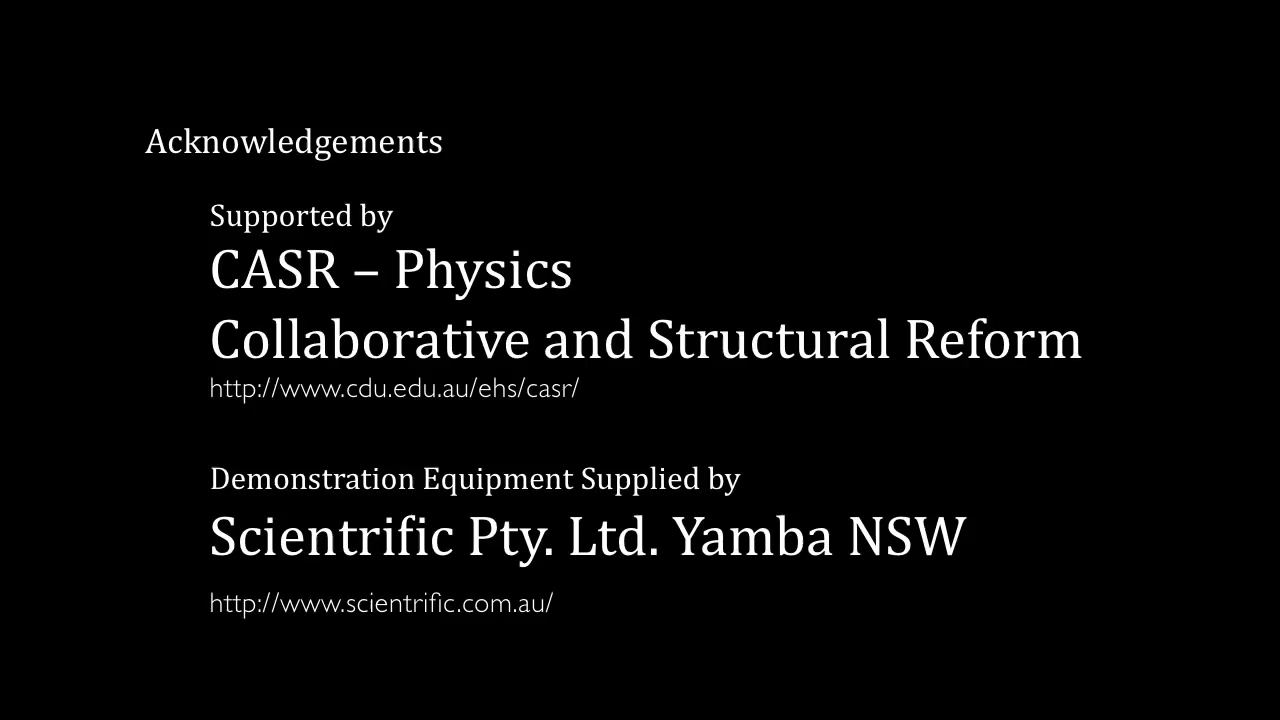 Acknowledgements
Supported by
CASR – Physics
Collaborative and Structural Reform
http://www.cdu.edu.au/ehs/casr/
Demonstration Equipment Supplied by
Scientrific Pty. Ltd. Yamba NSW
http://www.scientrific.com.au/